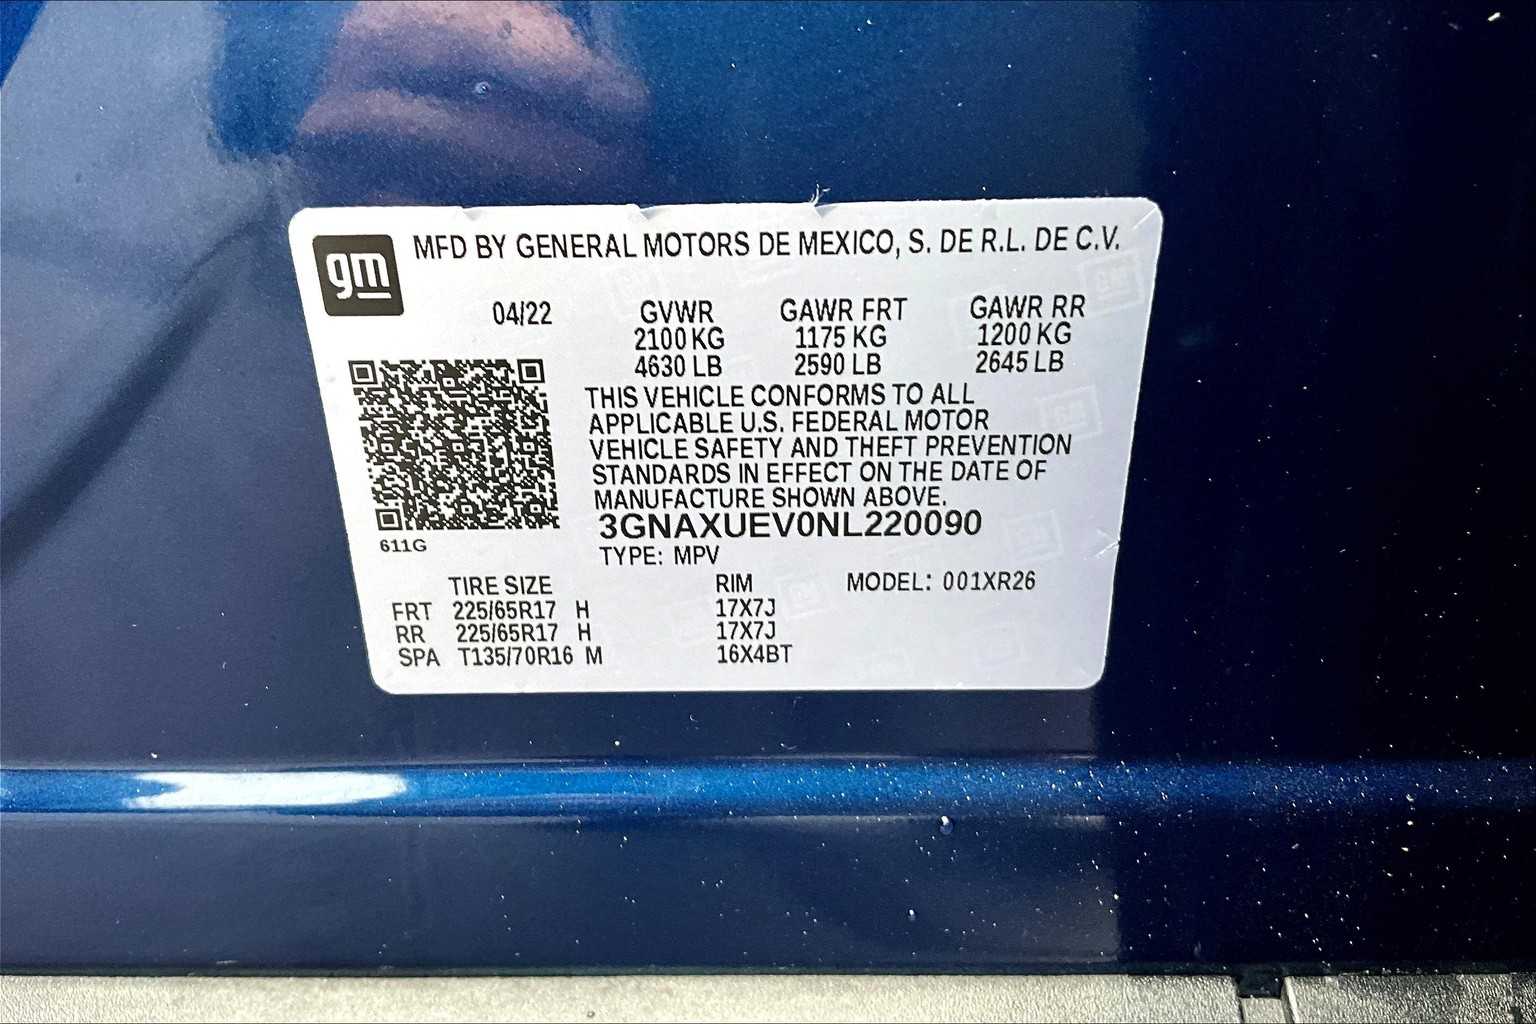 gm
MFD BY GENERAL MOTORS DE MEXICO, S. DE R.L. DE C.V.
04/22 GVWR GAWR FRT GAWR RR
2100 KG 1175 KG 1200 KG
4630 LB 2590 LB 2645 LB
THIS VEHICLE CONFORMS TO ALL
APPLICABLE U.S. FEDERAL MOTOR
VEHICLE SAFETY AND THEFT PREVENTION
STANDARDS IN EFFECT ON THE DATE OF
MANUFACTURE SHOWN ABOVE.
3GNAXUEV0NL220090
611G
TYPE: MPV
TIRE SIZE RIM MODEL: 001XR26
FRT 225/65R17 H 17X7J
RR 225/65R17 H 17X7J
SPA T135/70R16 M 16X4BT